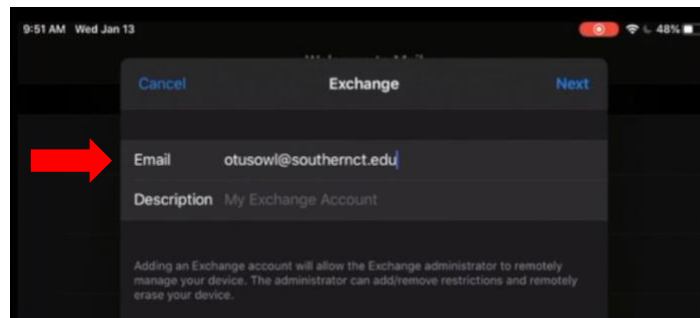 9:51 AM Wed Jan 13 48%
Cancel Exchange Next
Email otusowl@southernct.edu
Description My Exchange Account
Adding an Exchange account will allow the Exchange administrator to remotely
manage your device. The administrator can add/remove restrictions and remotely
erase your device.